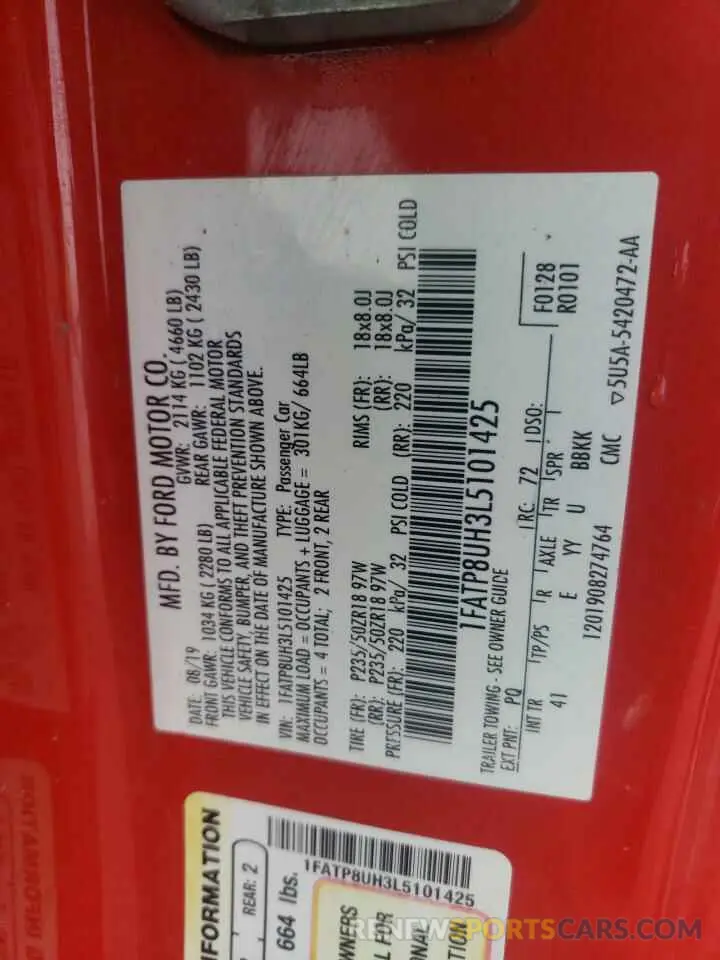 MFD. BY FORD MOTOR CO.
DATE: 08/19 GVWR: 2114 KG ( 4660 LB)
FRONT GAWR: 1034 KG ( 2280 LB) REAR GAWR: 1102 KG ( 2430 LB)
THIS VEHICLE CONFORMS TO ALL APPLICABLE FEDERAL MOTOR
VEHICLE SAFETY, BUMPER, AND THEFT PREVENTION STANDARDS
IN EFFECT ON THE DATE OF MANUFACTURE SHOWN ABOVE.
VIN: 1FATP8UH3L5101425 TYPE: Passenger Car
MAXIMUM LOAD = OCCUPANTS + LUGGAGE = 301KG/ 664LB
OCCUPANTS = 4 TOTAL; 2 FRONT, 2 REAR
TIRE (FR): P235/50ZR18 97W RIMS (FR): 18x8.0J
(RR): P235/50ZR18 97W (RR): 18x8.0J
PRESSURE (FR): 220 kPa/ 32 PSI COLD (RR): 220 kPa/ 32 PSI COLD
1FATP8UH3L5101425
TRAILER TOWING - SEE OWNER GUIDE
EXT PNT: PQ RC: 72 DSO: F0128
INT TR TP/PS R AXLE TR SPR R0101
41 E YY U BBKK
1201908274764 CMC ▽5U5A-5420472-AA
INFORMATION
REAR: 2
664 lbs.
1FATP8UH3L5101425
RENEWSPORTCARS.COM